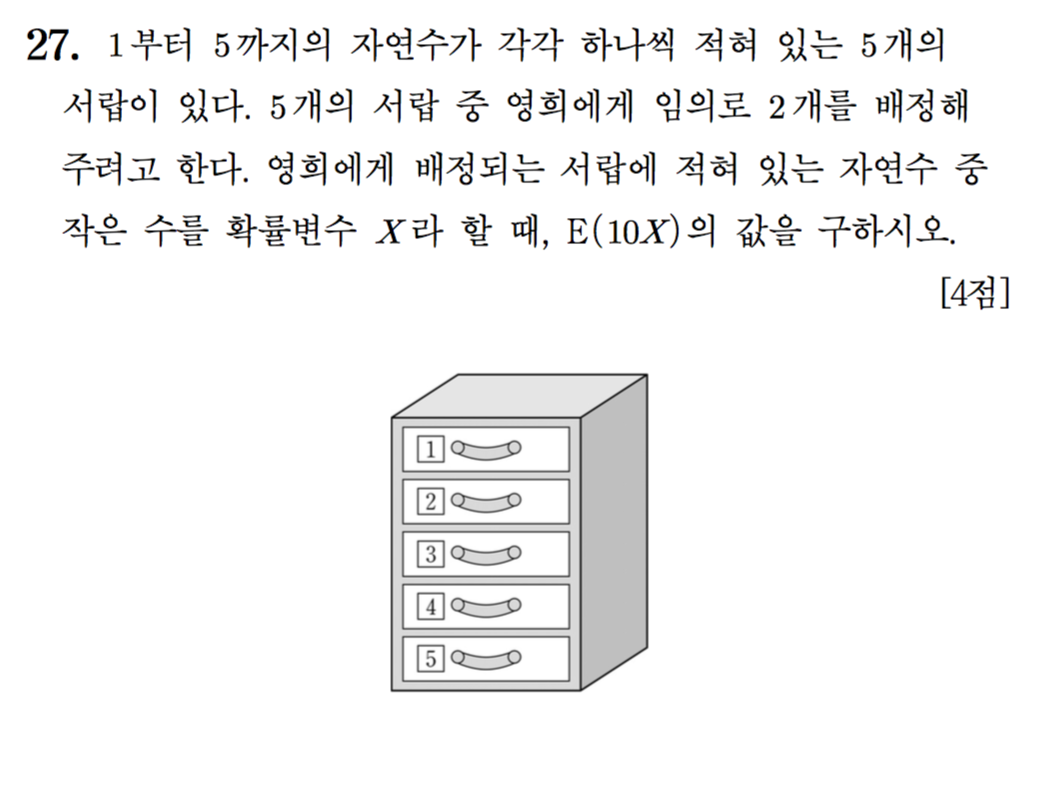 27. 1부터 5까지의 자연수가 각각 하나씩 적혀 있는 5개의
서랍이 있다. 5개의 서랍 중 영희에게 임의로 2개를 배정해
주려고 한다. 영희에게 배정되는 서랍에 적혀 있는 자연수 중
작은 수를 확률변수 X라 할 때, E(10X)의 값을 구하시오.
[4점]
1
2
3
4
5